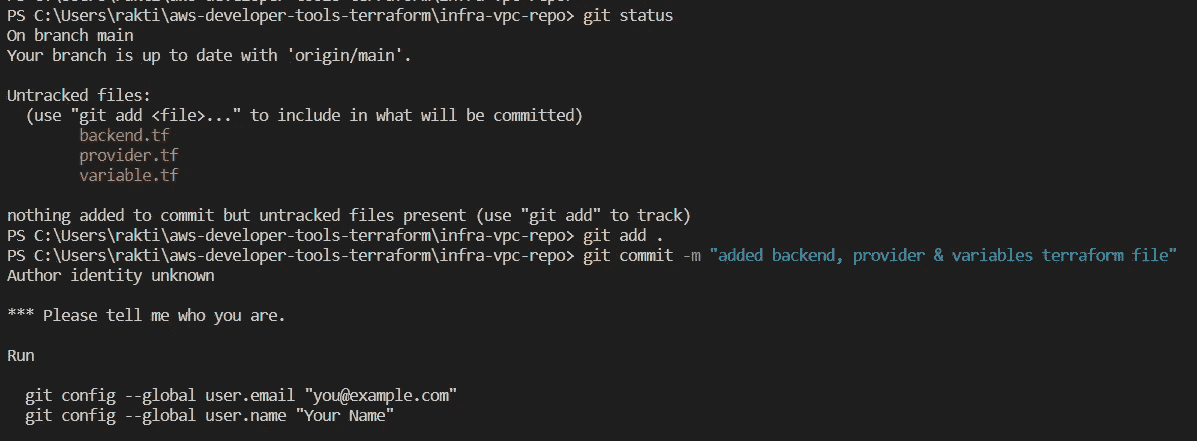 PS C:\Users\rakti\aws-developer-tools-terraform\infra-vpc-repo> git status
On branch main
Your branch is up to date with 'origin/main'.
Untracked files:
  (use "git add <file>..." to include in what will be committed)
        backend.tf
        provider.tf
        variable.tf
nothing added to commit but untracked files present (use "git add" to track)
PS C:\Users\rakti\aws-developer-tools-terraform\infra-vpc-repo> git add .
PS C:\Users\rakti\aws-developer-tools-terraform\infra-vpc-repo> git commit -m "added backend, provider & variables terraform file"
Author identity unknown
*** Please tell me who you are.
Run
  git config --global user.email "you@example.com"
  git config --global user.name "Your Name"